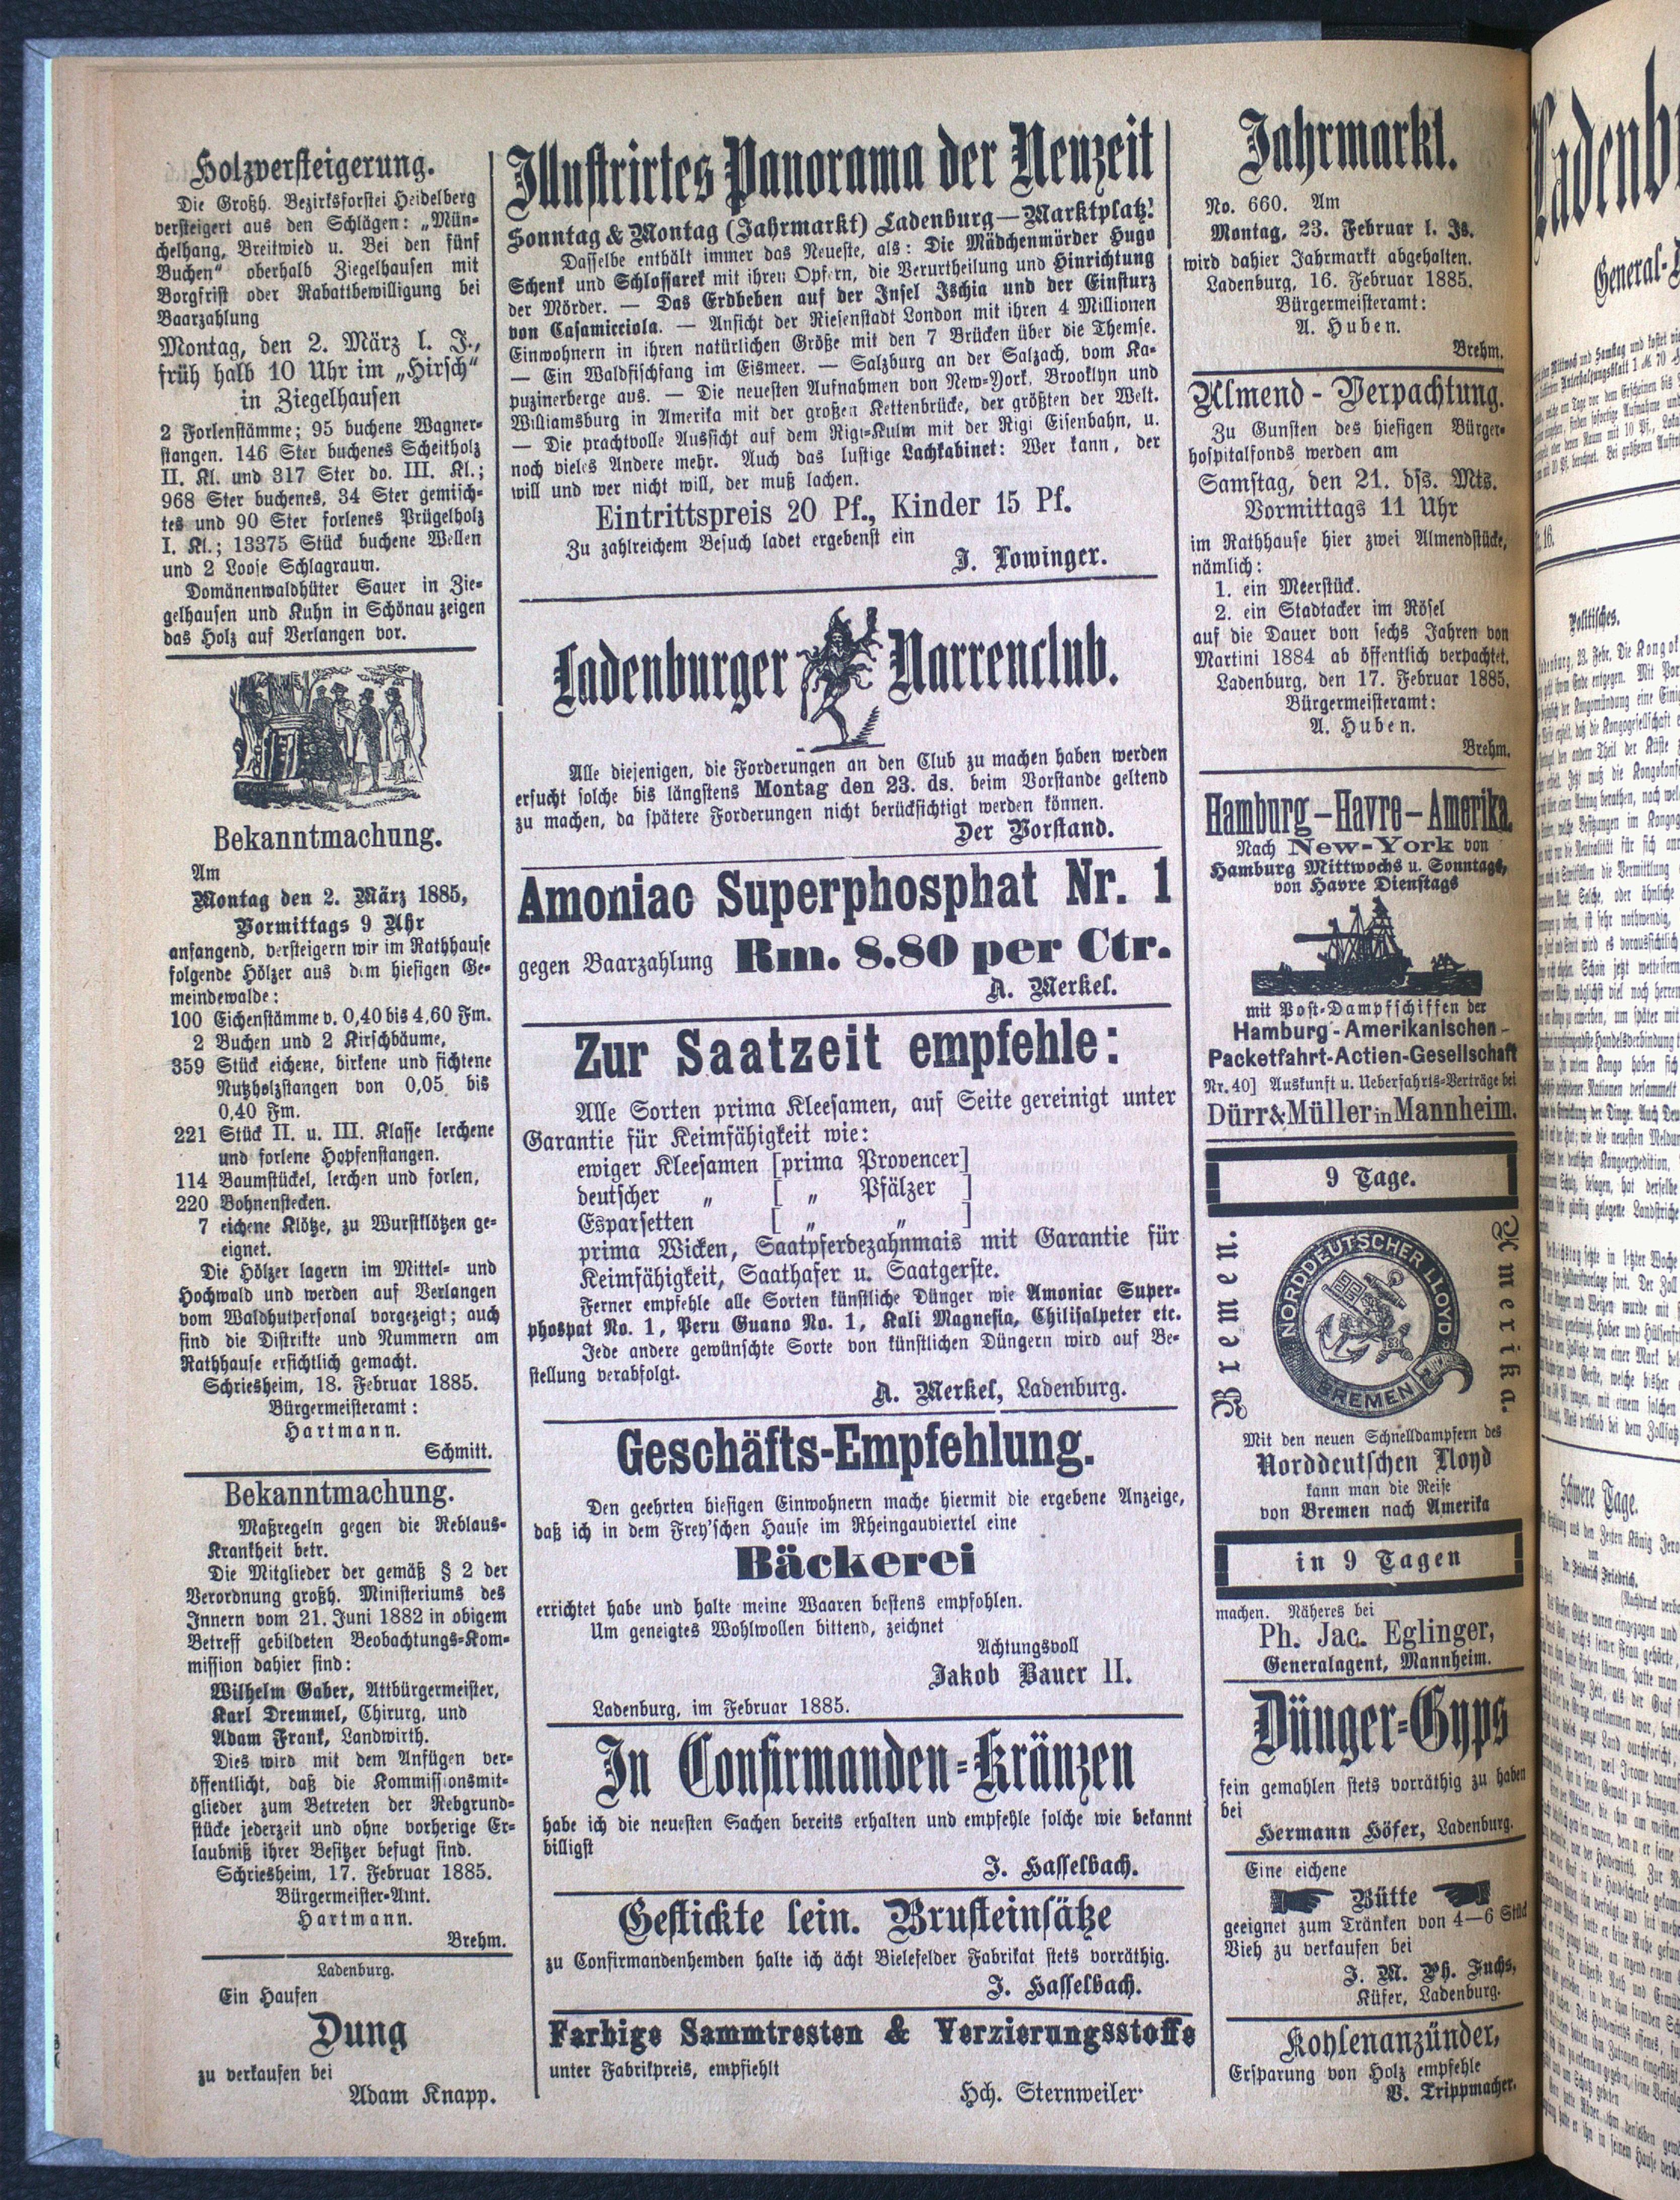 Holzversteigerung.
Die Großh. Bezirksforstei Heidelberg
versteigert aus den Schlägen: „Mün-
chelhang, Breitwied u. Bei den fünf
Buchen“ oberhalb Ziegelhausen mit
Borgfrist oder Rabattbewilligung bei
Baarzahlung
Montag, den 2. März l. J.,
früh halb 10 Uhr im „Hirsch“
in Ziegelhausen
2 Forlenstämme; 95 buchene Wagner-
stangen. 146 Ster buchenes Scheitholz
II. Kl. und 317 Ster do. III. Kl.;
968 Ster buchenes, 34 Ster gemisch-
tes und 90 Ster forlenes Prügelholz
I. Kl.; 13375 Stück buchene Wellen
und 2 Loose Schlagraum.
Domänenwaldhüter Sauer in Zie-
gelhausen und Kuhn in Schönau zeigen
das Holz auf Verlangen vor.
Bekanntmachung.
Am
Montag den 2. März 1885,
Vormittags 9 Uhr
anfangend, versteigern wir im Rathhause
folgende Hölzer aus dem hiesigen Ge-
meindewalde:
100 Eichenstämme v. 0,40 bis 4,60 Fm.
2 Buchen und 2 Kirschbäume,
359 Stück eichene, birkene und fichtene
Nutzholzstangen von 0,05 bis
0,40 Fm.
221 Stück II. u. III. Klasse lerchene
und forlene Hopfenstangen.
114 Baumstückel, lerchen und forlen,
220 Bohnenstecken.
7 eichene Klötze, zu Wurstklötzen ge-
eignet.
Die Hölzer lagern im Mittel- und
Hochwald und werden auf Verlangen
vom Waldhutpersonal vorgezeigt; auch
sind die Distrikte und Nummern am
Rathhause ersichtlich gemacht.
Schriesheim, 18. Februar 1885.
Bürgermeisteramt:
Hartmann.
Schmitt.
Bekanntmachung.
Maßregeln gegen die Reblaus-
Krankheit betr.
Die Mitglieder der gemäß § 2 der
Verordnung großh. Ministeriums des
Innern vom 21. Juni 1882 in obigem
Betreff gebildeten Beobachtungs-Kom-
mission dahier sind:
Wilhelm Gaber, Altbürgermeister,
Karl Dremmel, Chirurg, und
Adam Frank, Landwirth.
Dies wird mit dem Anfügen ver-
öffentlicht, daß die Kommissionsmit-
glieder zum Betreten der Rebgrund-
stücke jederzeit und ohne vorherige Er-
laubniß ihrer Besitzer befugt sind.
Schriesheim, 17. Februar 1885.
Bürgermeister-Amt.
Hartmann.
Brehm.
Ladenburg.
Ein Haufen
Dung
zu verkaufen bei
Adam Knapp.
Illustrirtes Panorama der Neuzeit
Sonntag & Montag (Jahrmarkt) Ladenburg—Marktplatz!
Dasselbe enthält immer das Neueste, als: Die Mädchenmörder Hugo
Schenk und Schlossarek mit ihren Opfern, die Verurtheilung und Hinrichtung
der Mörder. — Das Erdbeben auf der Insel Ischia und der Einsturz
von Casamicciola. — Ansicht der Riesenstadt London mit ihren 4 Millionen
Einwohnern in ihren natürlichen Größe mit den 7 Brücken über die Themse.
— Ein Waldfischfang im Eismeer. — Salzburg an der Salzach, vom Ka-
puzinerberge aus. — Die neuesten Aufnahmen von New-York, Brooklyn und
Williamsburg in Amerika mit der großen Kettenbrücke, der größten der Welt.
— Die prachtvolle Aussicht auf dem Rigi-Kulm mit der Rigi Eisenbahn, u.
noch vieles Andere mehr. Auch das lustige Lachkabinet: Wer kann, der
will und wer nicht will, der muß lachen.
Eintrittspreis 20 Pf., Kinder 15 Pf.
Zu zahlreichem Besuch ladet ergebenst ein
J. Lowinger.
Ladenburger Narrenclub.
Alle diejenigen, die Forderungen an den Club zu machen haben werden
ersucht solche bis längstens Montag den 23. ds. beim Vorstande geltend
zu machen, da spätere Forderungen nicht berücksichtigt werden können.
Der Vorstand.
Amoniac Superphosphat Nr. 1
gegen Baarzahlung Rm. 8.80 per Ctr.
A. Merkel.
Zur Saatzeit empfehle:
Alle Sorten prima Kleesamen, auf Seite gereinigt unter
Garantie für Keimfähigkeit wie:
ewiger Kleesamen [prima Provencer]
deutscher „ [ „ Pfälzer ]
Esparsetten [ „ „ ]
prima Wicken, Saatpferdezahnmais mit Garantie für
Keimfähigkeit, Saathafer u. Saatgerste.
Ferner empfehle alle Sorten künstliche Dünger wie Amoniac Super-
phospat No. 1, Peru Guano No. 1, Kali Magnesia, Chilisalpeter etc.
Jede andere gewünschte Sorte von künstlichen Düngern wird auf Be-
stellung verabfolgt.
A. Merkel, Ladenburg.
Geschäfts-Empfehlung.
Den geehrten hiesigen Einwohnern mache hiermit die ergebene Anzeige,
daß ich in dem Frey'schen Hause im Rheingauviertel eine
Bäckerei
errichtet habe und halte meine Waaren bestens empfohlen.
Um geneigtes Wohlwollen bittend, zeichnet
Achtungsvoll
Jakob Bauer II.
Ladenburg, im Februar 1885.
In Confirmanden-Kränzen
habe ich die neuesten Sachen bereits erhalten und empfehle solche wie bekannt
billigst
J. Hasselbach.
Gestickte lein. Brusteinsätze
zu Confirmandenhemden halte ich ächt Bielefelder Fabrikat stets vorräthig.
J. Hasselbach.
Farbige Sammtresten & Verzierungsstoffe
unter Fabrikpreis, empfiehlt
Hch. Sternweiler.
Jahrmarkt.
No. 660. Am
Montag, 23. Februar l. Js.
wird dahier Jahrmarkt abgehalten.
Ladenburg, 16. Februar 1885.
Bürgermeisteramt:
A. Huben.
Brehm.
Almend-Verpachtung.
Zu Gunsten des hiesigen Bürger-
hospitalfonds werden am
Samstag, den 21. dss. Mts.
Vormittags 11 Uhr
im Rathhause hier zwei Almendstücke,
nämlich:
1. ein Meerstück.
2. ein Stadtacker im Rösel
auf die Dauer von sechs Jahren von
Martini 1884 ab öffentlich verpachtet.
Ladenburg, den 17. Februar 1885.
Bürgermeisteramt:
A. Huben.
Brehm.
Hamburg–Havre–Amerika.
Nach New-York von
Hamburg Mittwochs u. Sonntags,
von Havre Dienstags
mit Post-Dampfschiffen der
Hamburg-Amerikanischen-
Packetfahrt-Actien-Gesellschaft
Nr. 40] Auskunft u. Ueberfahrts-Verträge bei
Dürr & Müller in Mannheim.
9 Tage.
Bremen.
NORDDEUTSCHER LLOYD
BREMEN
Amerika.
Mit den neuen Schnelldampfern des
Norddeutschen Lloyd
kann man die Reise
von Bremen nach Amerika
in 9 Tagen
machen. Näheres bei
Ph. Jac. Eglinger,
Generalagent, Mannheim.
Dünger-Gyps
fein gemahlen stets vorräthig zu haben
bei
Hermann Höfer, Ladenburg.
Eine eichene
Bütte
geeignet zum Tränken von 4—6 Stück
Vieh zu verkaufen bei
J. M. Ph. Fuchs,
Küfer, Ladenburg.
Kohlenanzünder,
Ersparung von Holz empfehle
V. Trippmacher.
General-
Politisches.
Schwere Tage.
Dr. Friedrich Friedrich.